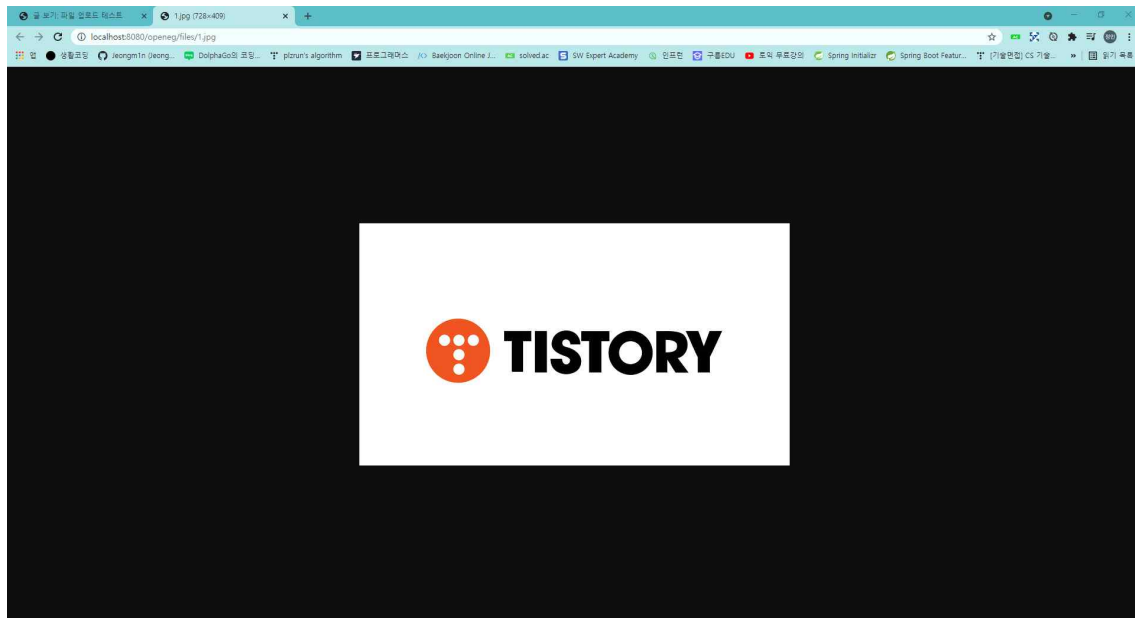 글 보기: 파일 업로드 테스트
1.jpg (728×409)
localhost:8080/openeg/files/1.jpg
앱
생활코딩
Jeongm1n (Jeong...
DolphaGo의 코딩...
plzrun's algorithm
프로그래머스
Baekjoon Online J...
solved.ac
SW Expert Academy
인프런
구름EDU
토익 무료강의
Spring Initializr
Spring Boot Featur...
[기술면접] CS 기술...
»
읽기 목록
TISTORY